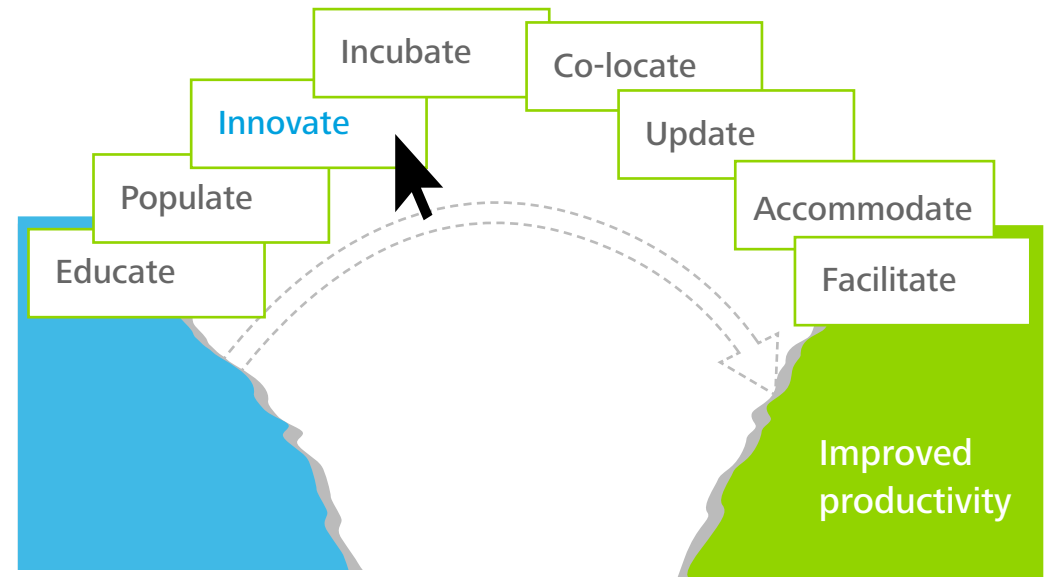 Educate
Populate
Innovate
Incubate
Co-locate
Update
Accommodate
Facilitate
Improved
productivity